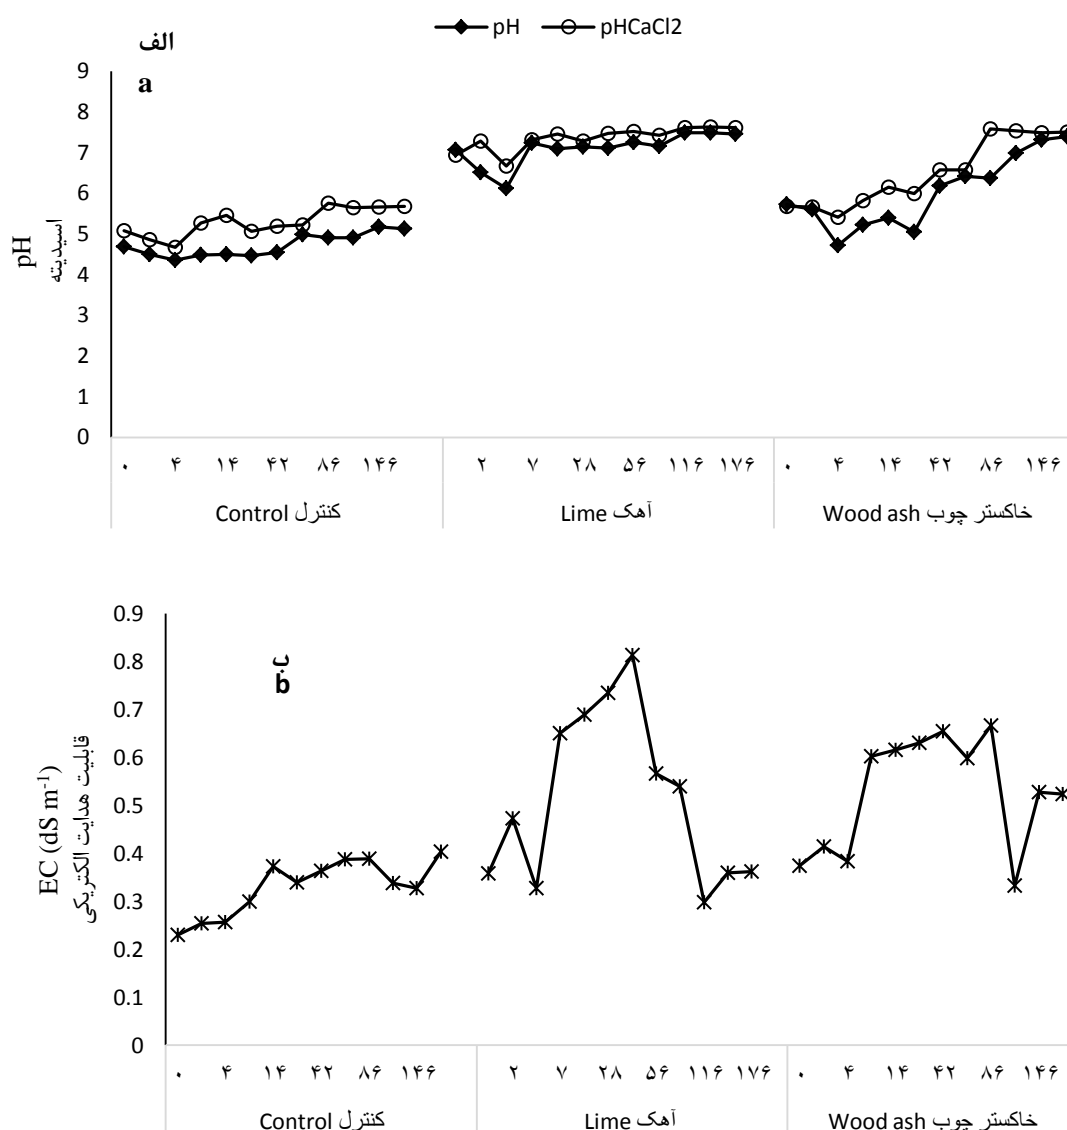 pH pHCaCl2
الف
a
9
8
7
6
5
4
3
2
1
0
pH
اسیدیته
۰ ۴ ۱۴ ۴۲ ۸۶ ۱۴۶ ۲ ۷ ۲۸ ۵۶ ۱۱۶ ۱۷۶ ۰ ۴ ۱۴ ۴۲ ۸۶ ۱۴۶
Control کنترل Lime آهک Wood ash خاکستر چوب
ب
b
0.9
0.8
0.7
0.6
0.5
0.4
0.3
0.2
0.1
0
EC (dS m-1)
قابلیت هدایت الکتریکی
۰ ۴ ۱۴ ۴۲ ۸۶ ۱۴۶ ۲ ۷ ۲۸ ۵۶ ۱۱۶ ۱۷۶ ۰ ۴ ۱۴ ۴۲ ۸۶ ۱۴۶
Control کنترل Lime آهک Wood ash خاکستر چوب